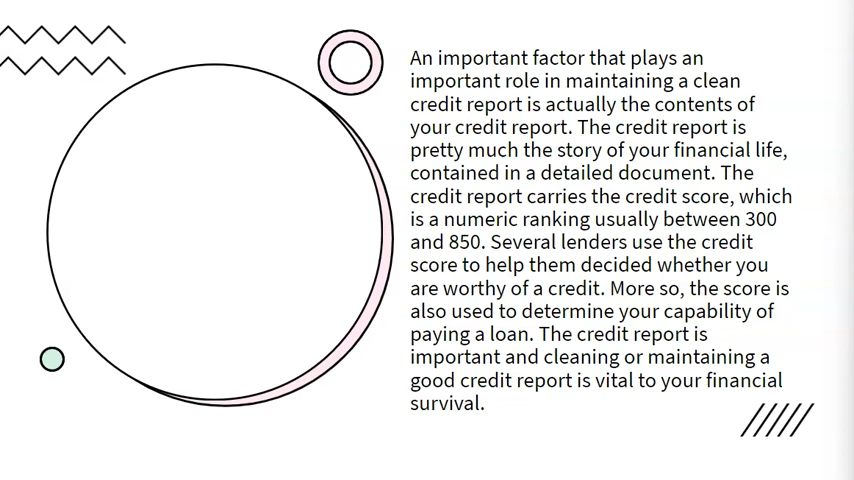 An important factor that plays an
important role in maintaining a clean
credit report is actually the contents of
your credit report. The credit report is
pretty much the story of your financial life,
contained in a detailed document. The
credit report carries the credit score, which
is a numeric ranking usually between 300
and 850. Several lenders use the credit
score to help them decided whether you
are worthy of a credit. More so, the score is
also used to determine your capability of
paying a loan. The credit report is
important and cleaning or maintaining a
good credit report is vital to your financial
survival.